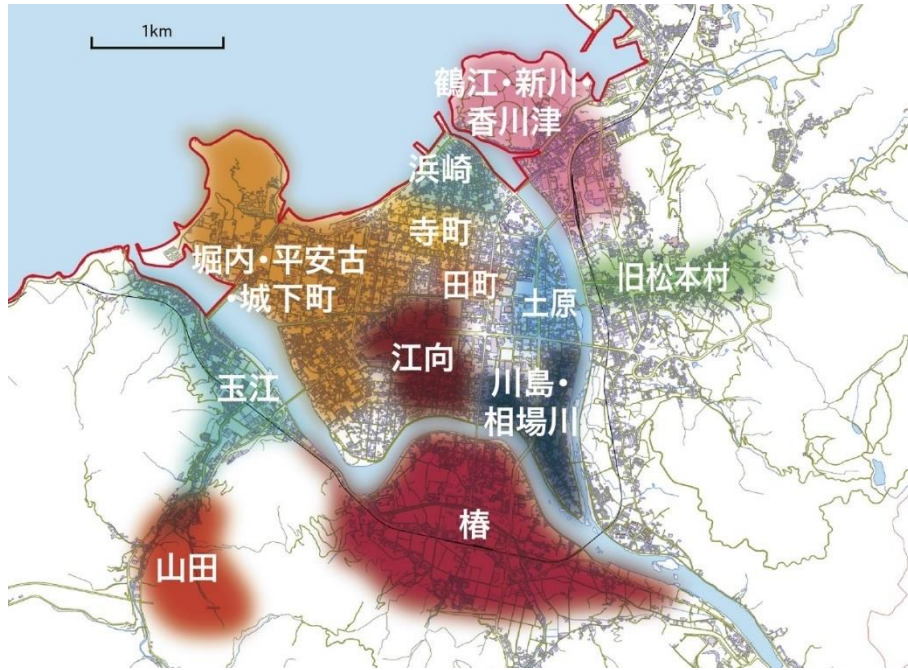 1km
鶴江・新川・
香川津
浜崎
寺町
堀内・平安古
・城下町
田町
土原
旧松本村
江向
川島・
相場川
玉江
椿
山田